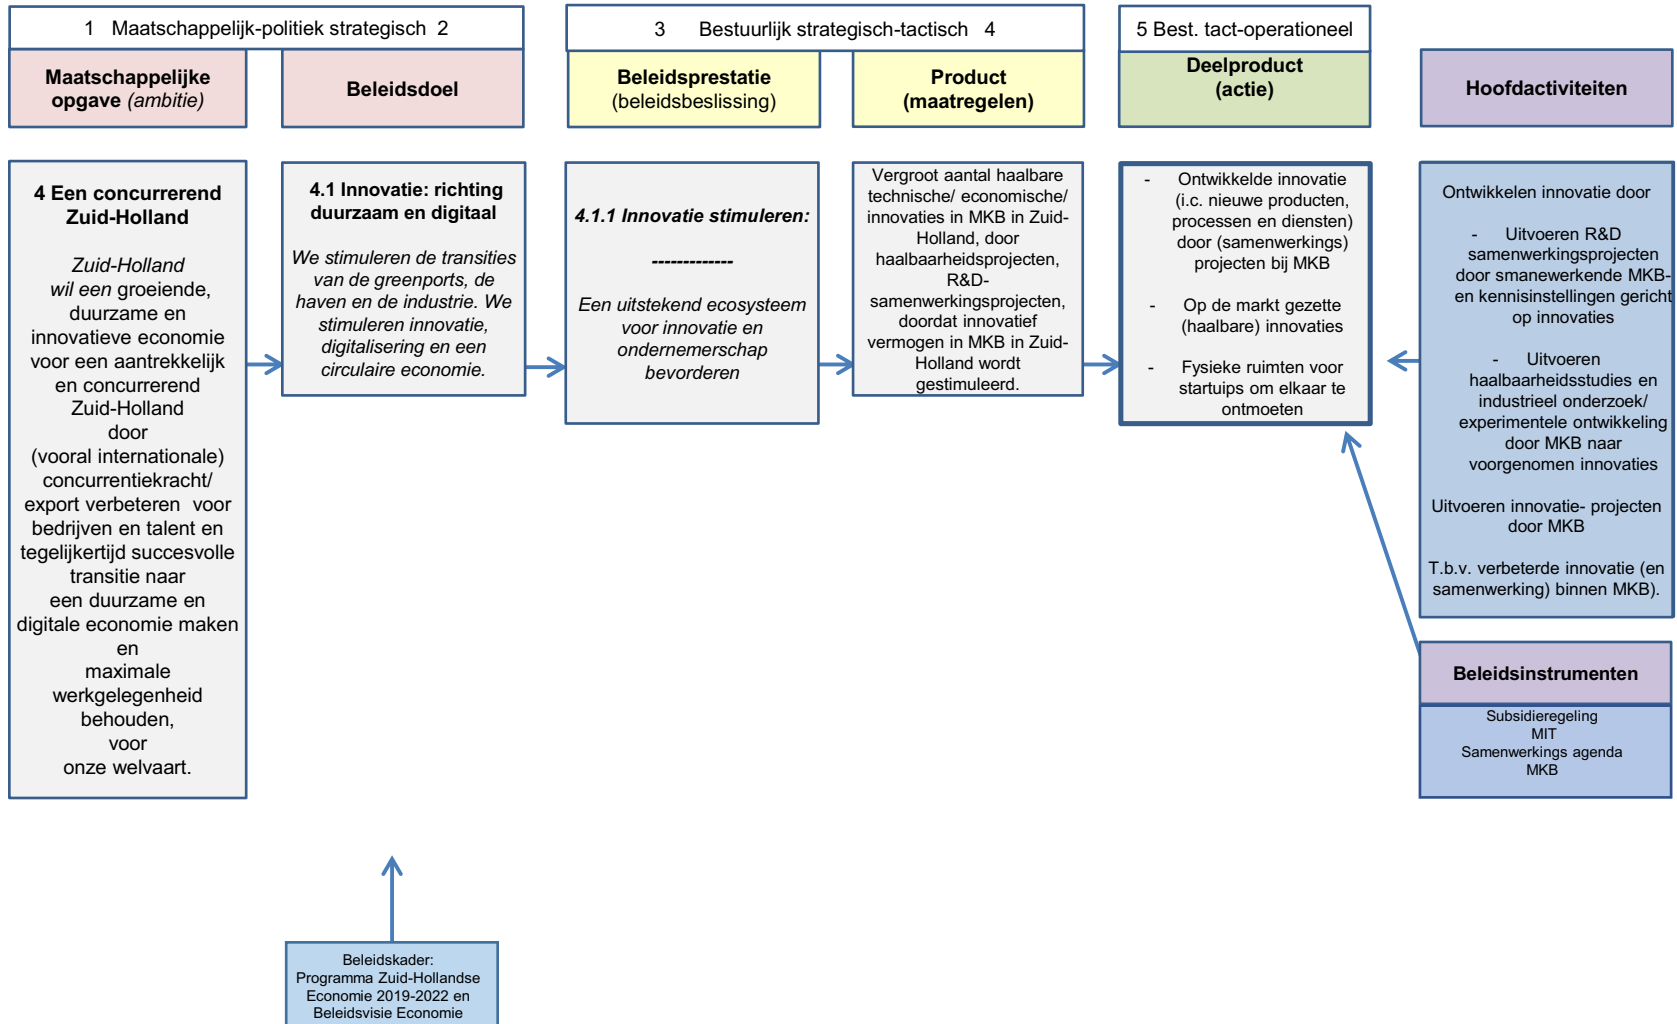 1 Maatschappelijk-politiek strategisch 2
3 Bestuurlijk strategisch-tactisch 4
5 Best. tact-operationeel
Maatschappelijke
opgave (ambitie)
Beleidsdoel
Beleidsprestatie
(beleidsbeslissing)
Product
(maatregelen)
Deelproduct
(actie)
Hoofdactiviteiten
4 Een concurrerend
Zuid-Holland
Zuid-Holland
wil een groeiende,
duurzame en
innovatieve economie
voor een aantrekkelijk
en concurrerend
Zuid-Holland
door
(vooral internationale)
concurrentiekracht/
export verbeteren voor
bedrijven en talent en
tegelijkertijd succesvolle
transitie naar
een duurzame en
digitale economie maken
en
maximale
werkgelegenheid
behouden,
voor
onze welvaart.
4.1 Innovatie: richting
duurzaam en digitaal
We stimuleren de transities
van de greenports, de
haven en de industrie. We
stimuleren innovatie,
digitalisering en een
circulaire economie.
4.1.1 Innovatie stimuleren:
-------------
Een uitstekend ecosysteem
voor innovatie en
ondernemerschap
bevorderen
Vergroot aantal haalbare
technische/ economische/
innovaties in MKB in Zuid-
Holland, door
haalbaarheidsprojecten,
R&D-
samenwerkingsprojecten,
doordat innovatief
vermogen in MKB in Zuid-
Holland wordt
gestimuleerd.
- Ontwikkelde innovatie
(i.c. nieuwe producten,
processen en diensten)
door (samenwerkings)
projecten bij MKB
- Op de markt gezette
(haalbare) innovaties
- Fysieke ruimten voor
startuips om elkaar te
ontmoeten
Ontwikkelen innovatie door
- Uitvoeren R&D
samenwerkingsprojecten
door smanewerkende MKB-
en kennisinstellingen gericht
op innovaties
- Uitvoeren
haalbaarheidsstudies en
industrieel onderzoek/
experimentele ontwikkeling
door MKB naar
voorgenomen innovaties
Uitvoeren innovatie- projecten
door MKB
T.b.v. verbeterde innovatie (en
samenwerking) binnen MKB).
Beleidsinstrumenten
Subsidieregeling
MIT
Samenwerkings agenda
MKB
Beleidskader:
Programma Zuid-Hollandse
Economie 2019-2022 en
Beleidsvisie Economie